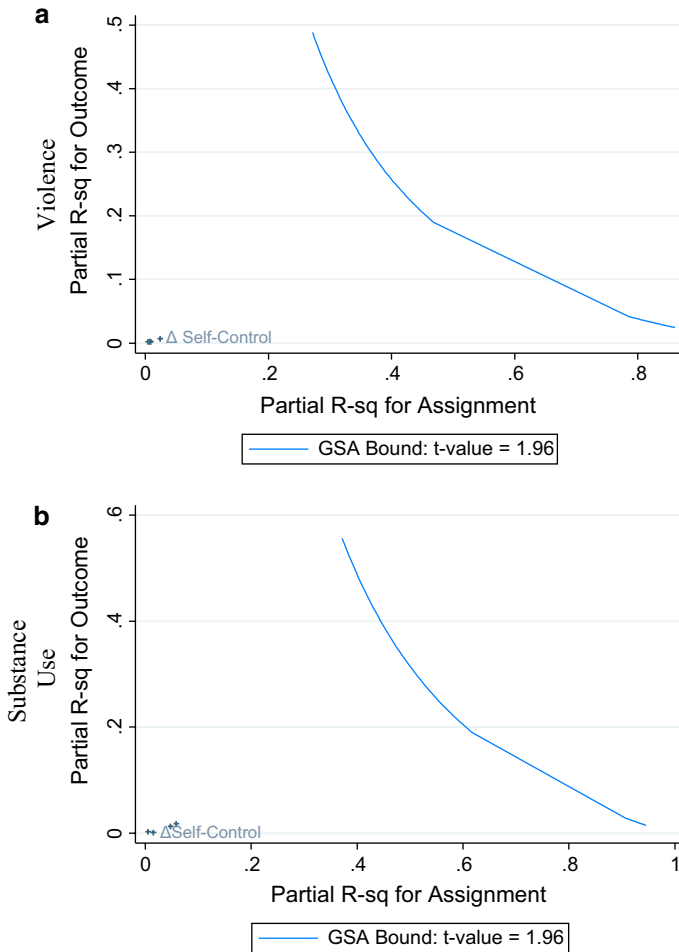 a
Violence
Partial R-sq for Outcome
.5
.4
.3
.2
.1
0
Δ Self-Control
0 .2 .4 .6 .8
Partial R-sq for Assignment
GSA Bound: t-value = 1.96
b
Substance
Use
Partial R-sq for Outcome
.6
.4
.2
0
ΔSelf-Control
0 .2 .4 .6 .8 1
Partial R-sq for Assignment
GSA Bound: t-value = 1.96